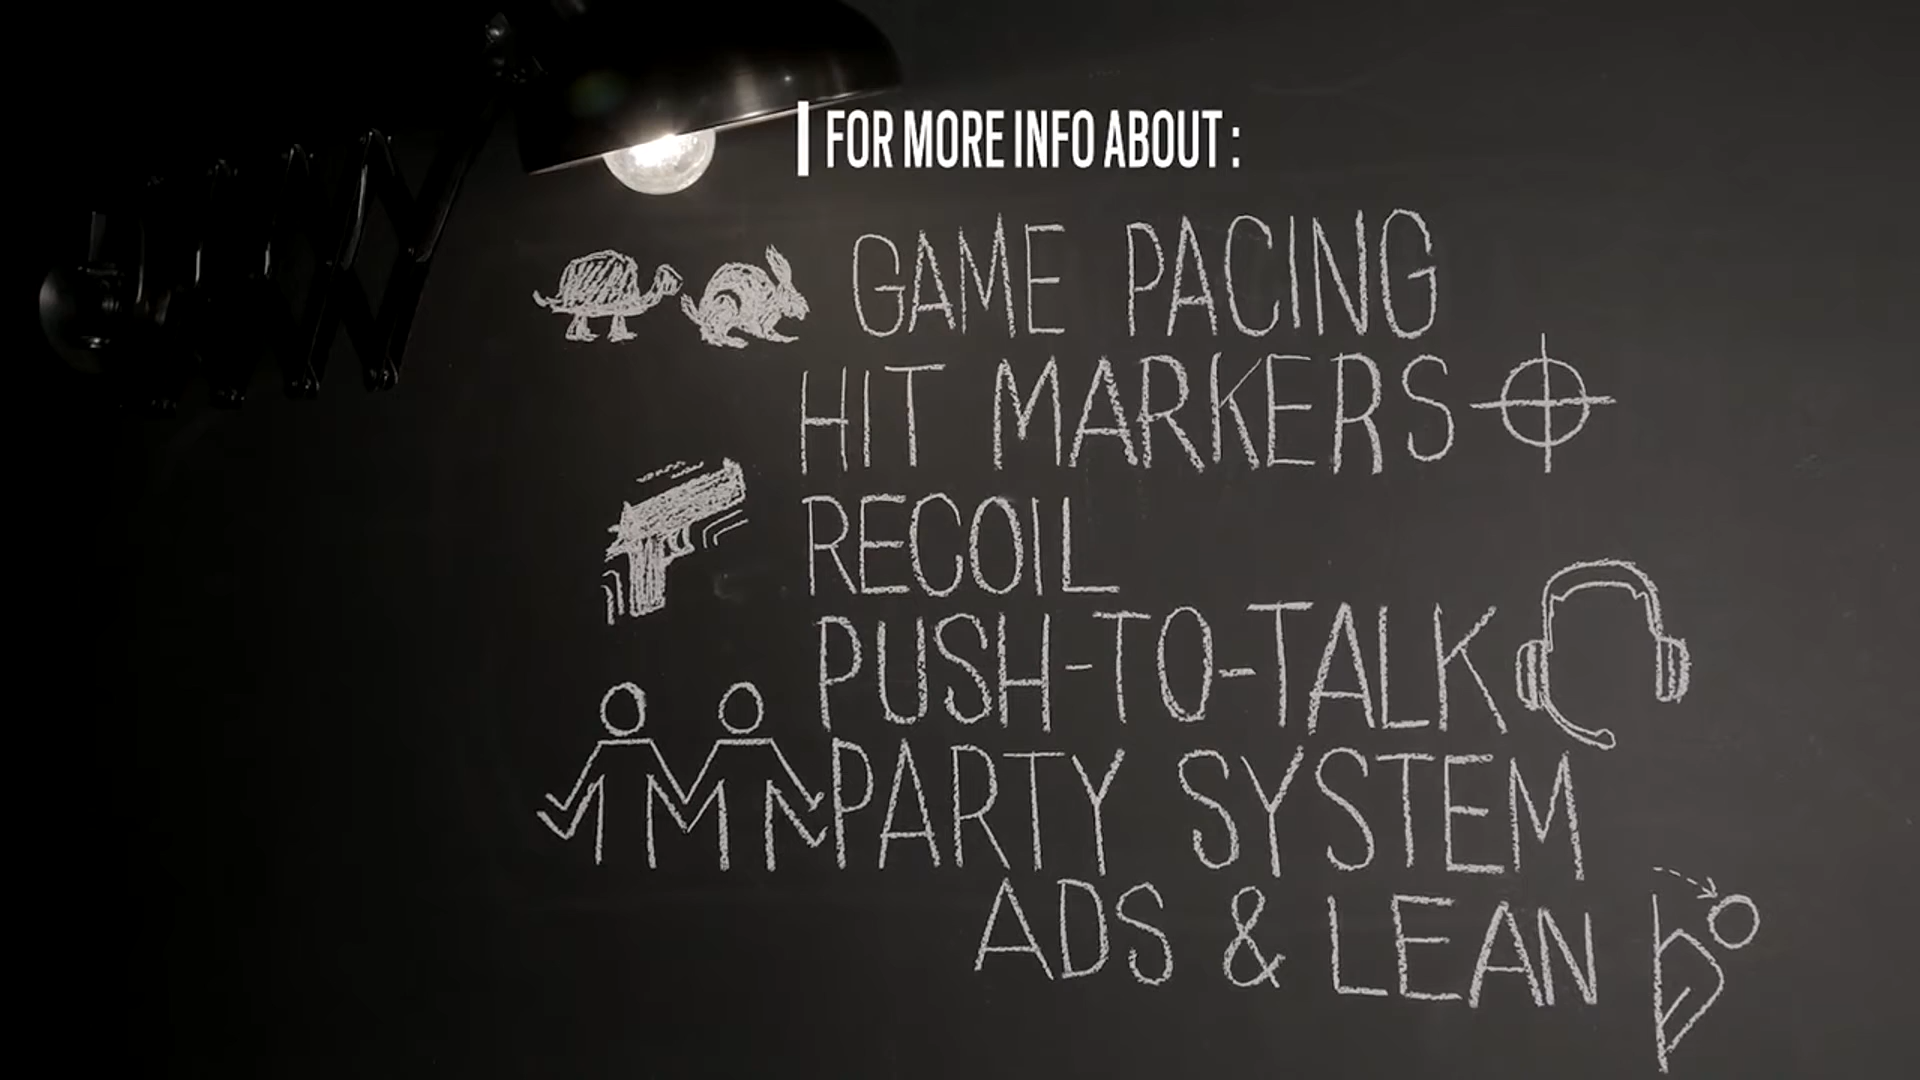 FOR MORE INFO ABOUT :
GAME PACING
HIT MARKERS
RECOIL
PUSH-TO-TALK
PARTY SYSTEM
ADS & LEAN